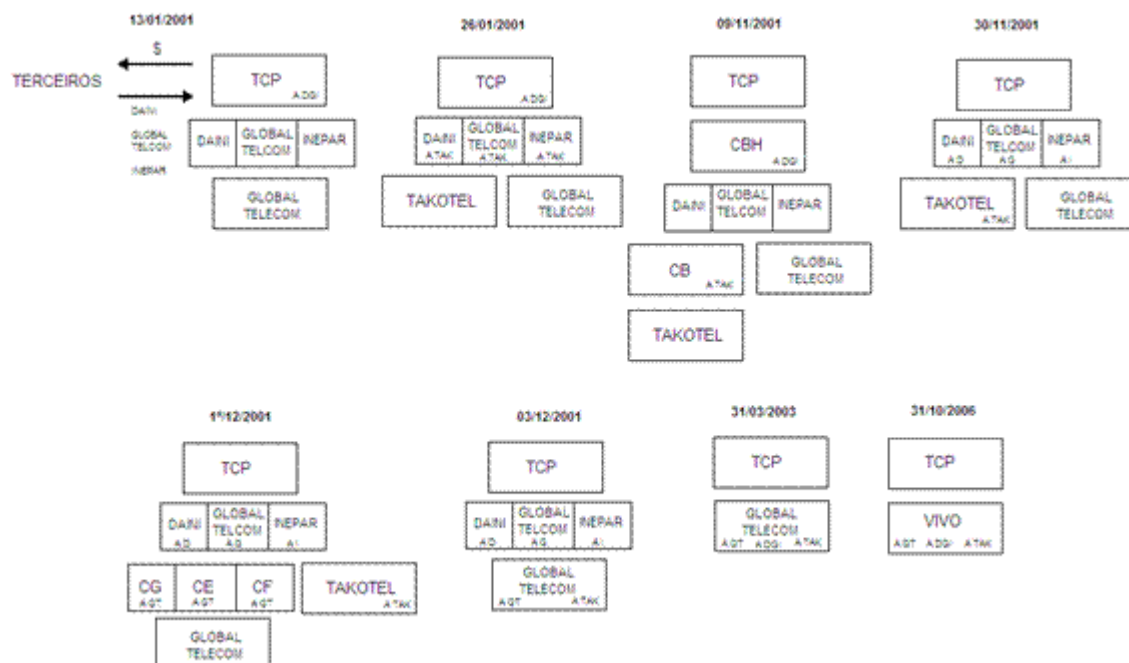 13/01/2001
$
TERCEIROS
DAINI
GLOBAL
TELCOM
INEPAR
TCP
ADGI
DAINI
GLOBAL
TELCOM
INEPAR
GLOBAL
TELECOM
26/01/2001
TCP
ADGI
DAINI
ATAK
GLOBAL
TELCOM
ATAK
INEPAR
ATAK
TAKOTEL
GLOBAL
TELECOM
09/11/2001
TCP
CBH
ADGI
DAINI
GLOBAL
TELCOM
INEPAR
CB
ATAK
GLOBAL
TELECOM
TAKOTEL
30/11/2001
TCP
DAINI
AD
GLOBAL
TELCOM
AG
INEPAR
AI
TAKOTEL
ATAK
GLOBAL
TELECOM
1º/12/2001
TCP
DAINI
AD
GLOBAL
TELCOM
AG
INEPAR
AI
CG
AGT
CE
AGT
CF
AGT
TAKOTEL
ATAK
GLOBAL
TELECOM
03/12/2001
TCP
DAINI
AD
GLOBAL
TELCOM
AG
INEPAR
AI
GLOBAL
TELECOM
AGT ATAK
31/03/2003
TCP
GLOBAL
TELECOM
AGT ADGI ATAK
31/10/2006
TCP
VIVO
AGT ADGI ATAK